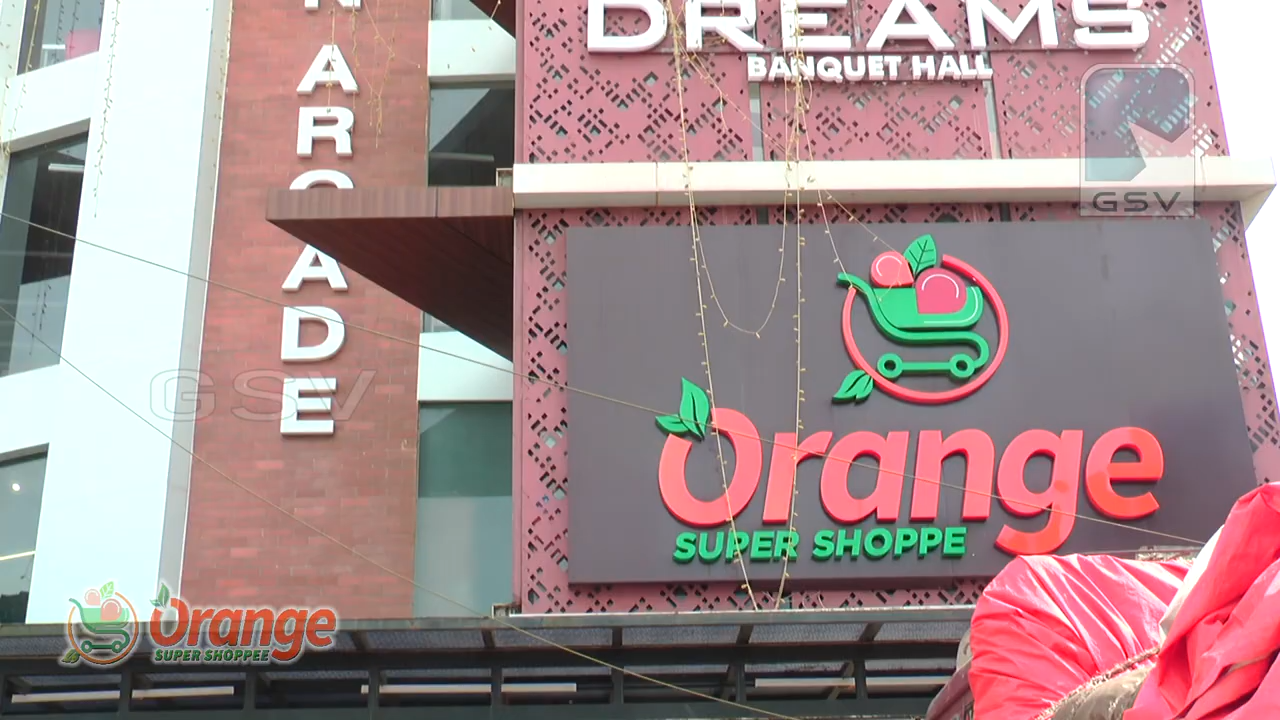 N ARCADE
DREAMS
BANQUET HALL
GSV
GSV
Orange
SUPER SHOPPE
Orange
SUPER SHOPPEE